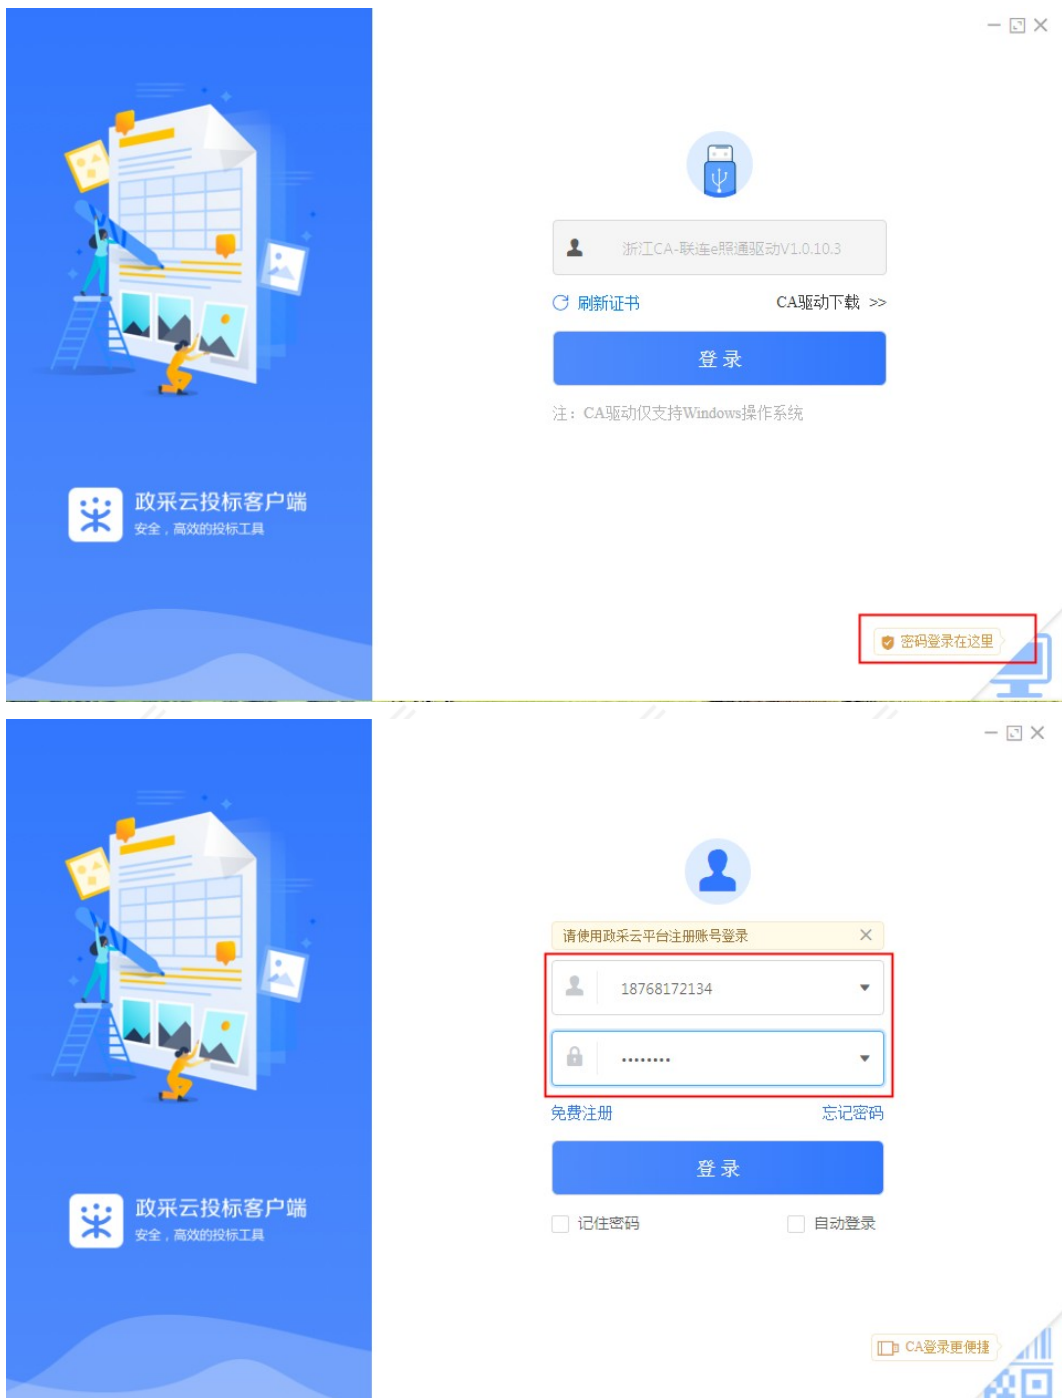 浙江CA-联连e照通驱动V1.0.10.3
刷新证书
CA驱动下载 >>
登 录
注：CA驱动仅支持Windows操作系统
政采云投标客户端
安全，高效的投标工具
密码登录在这里
请使用政采云平台注册账号登录
18768172134
••••••••
免费注册
忘记密码
登 录
记住密码
自动登录
政采云投标客户端
安全，高效的投标工具
CA登录更便捷